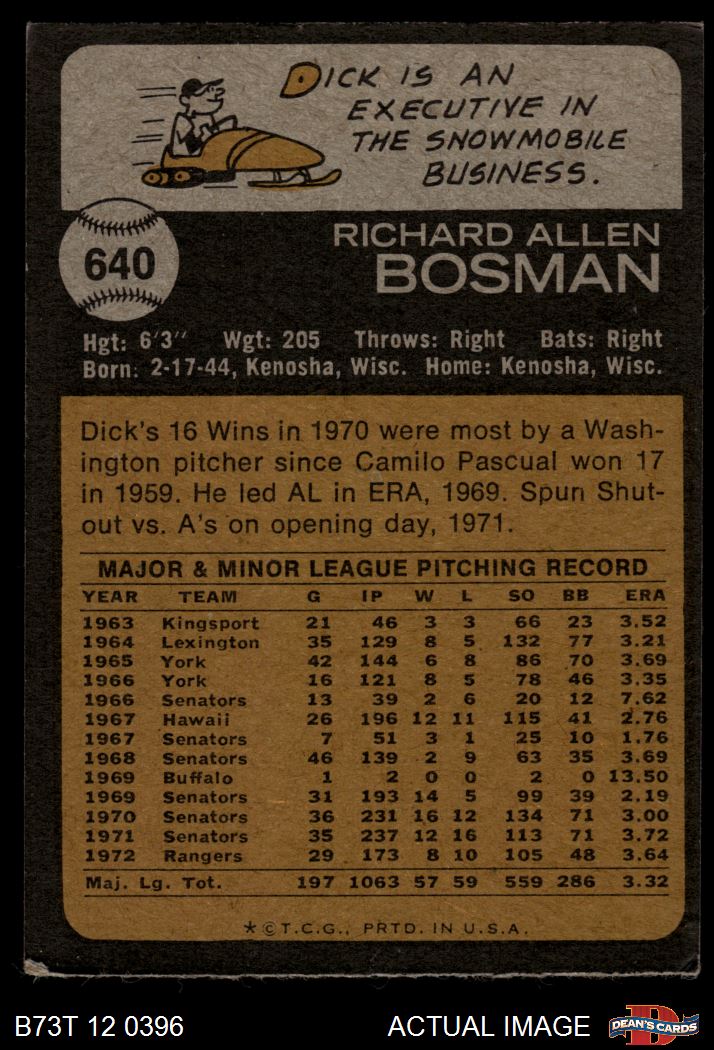 DICK IS AN
EXECUTIVE IN
THE SNOWMOBILE
BUSINESS.
640
RICHARD ALLEN
BOSMAN
Hgt: 6'3" Wgt: 205 Throws: Right Bats: Right
Born: 2-17-44, Kenosha, Wisc. Home: Kenosha, Wisc.
Dick's 16 Wins in 1970 were most by a Wash-
ington pitcher since Camilo Pascual won 17
in 1959. He led AL in ERA, 1969. Spun Shut-
out vs. A's on opening day, 1971.
MAJOR & MINOR LEAGUE PITCHING RECORD
YEAR TEAM G IP W L SO BB ERA
1963 Kingsport 21 46 3 3 66 23 3.52
1964 Lexington 35 129 8 5 132 77 3.21
1965 York 42 144 6 8 86 70 3.69
1966 York 16 121 8 5 78 46 3.35
1966 Senators 13 39 2 6 20 12 7.62
1967 Hawaii 26 196 12 11 115 41 2.76
1967 Senators 7 51 3 1 25 10 1.76
1968 Senators 46 139 2 9 63 35 3.69
1969 Buffalo 1 2 0 0 2 0 13.50
1969 Senators 31 193 14 5 99 39 2.19
1970 Senators 36 231 16 12 134 71 3.00
1971 Senators 35 237 12 16 113 71 3.72
1972 Rangers 29 173 8 10 105 48 3.64
Maj. Lg. Tot. 197 1063 57 59 559 286 3.32
*©T.C.G., PRTD. IN U.S.A.
B73T 12 0396 ACTUAL IMAGE DEAN'S CARDS